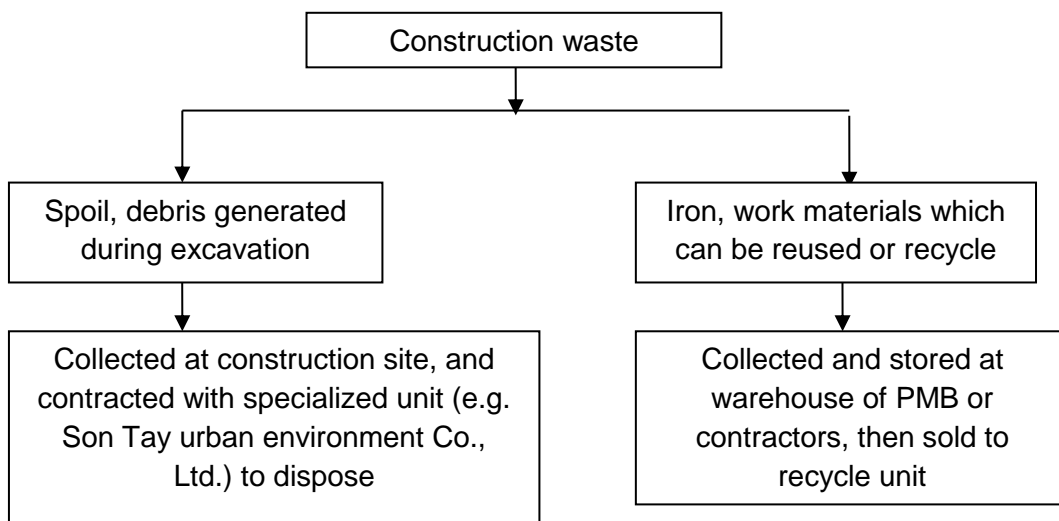 Construction waste
Spoil, debris generated
during excavation
Iron, work materials which
can be reused or recycle
Collected at construction site, and
contracted with specialized unit (e.g.
Son Tay urban environment Co.,
Ltd.) to dispose
Collected and stored at
warehouse of PMB or
contractors, then sold to
recycle unit